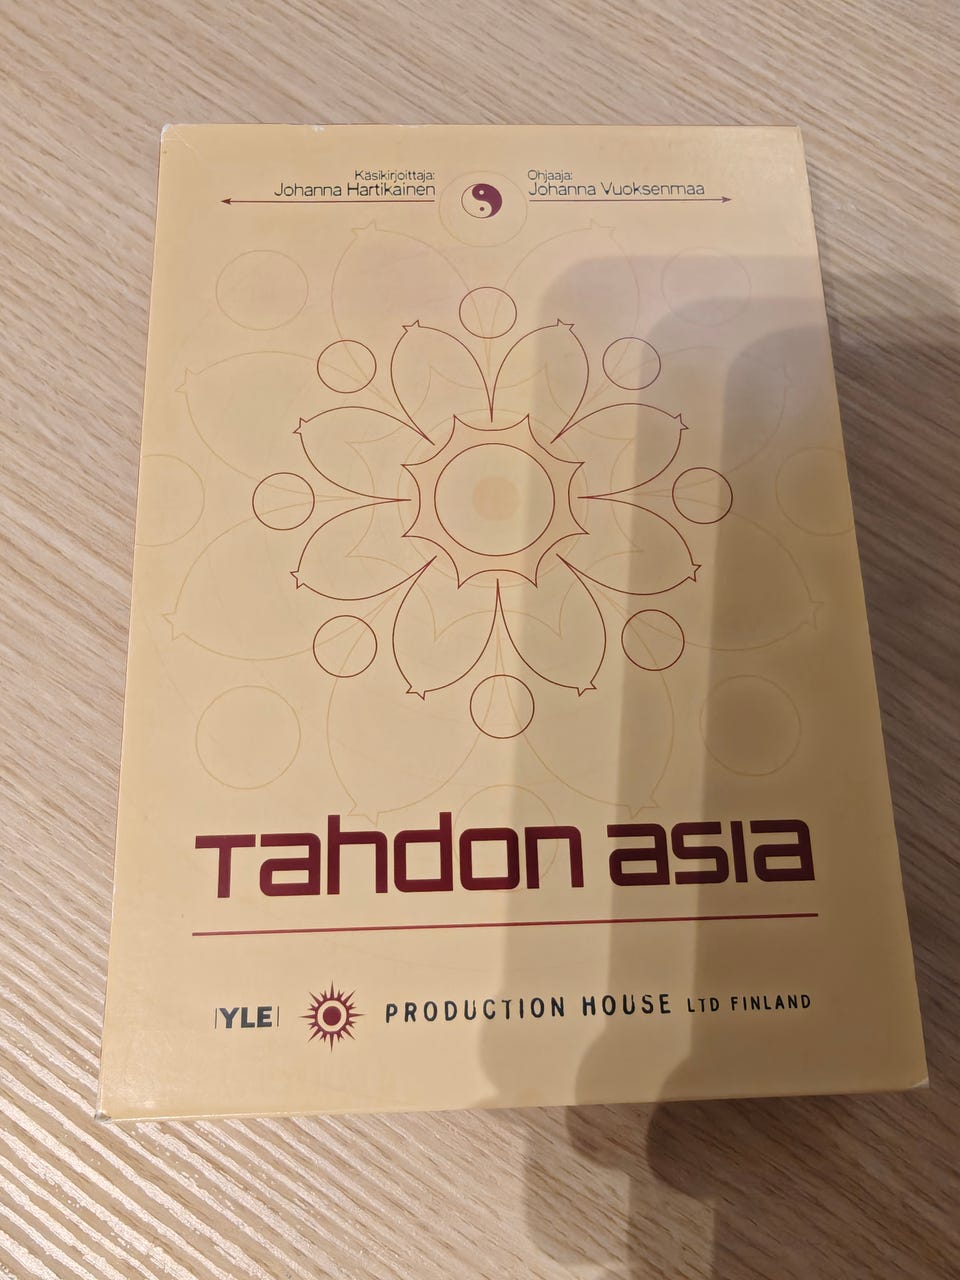 Käsikirjoittaja:
Johanna Hartikainen
Ohjaaja:
Johanna Vuoksenmaa
Tahdon asia
|YLE|
PRODUCTION HOUSE LTD FINLAND